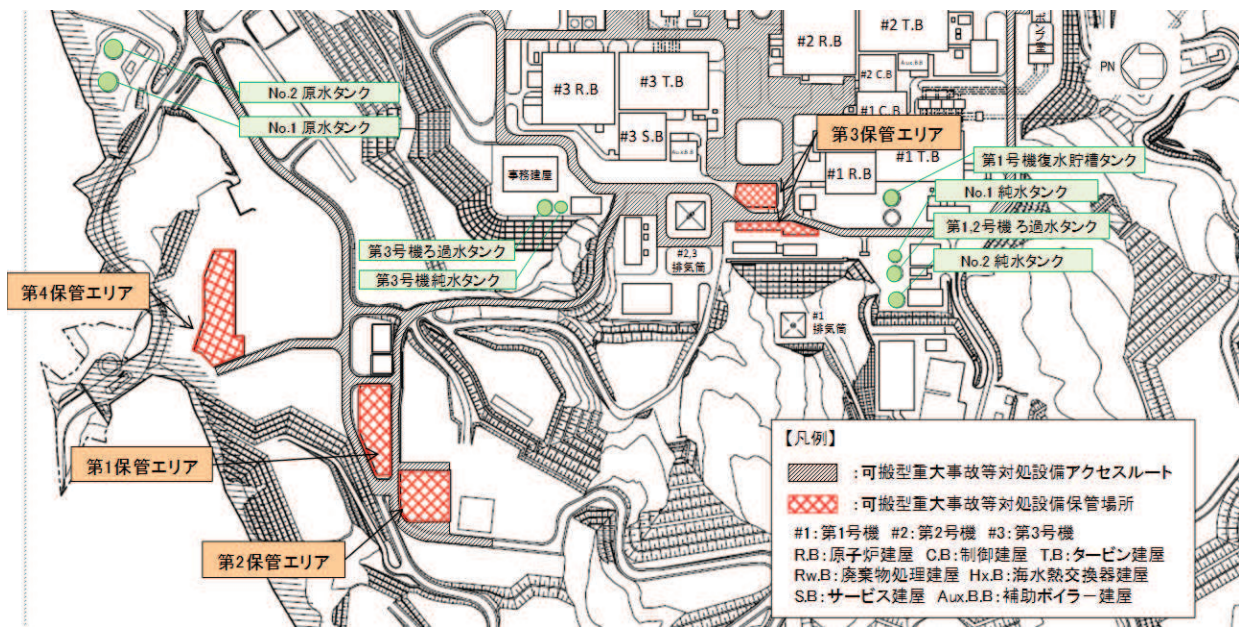 #2 R.B
#2 T.B
ポンプ室
PN
No.2 原水タンク
No.1 原水タンク
#3 R.B
#3 T.B
#2 C.B
Aux.B.B
#1 C.B
#3 S.B
Aux.B.B
第3保管エリア
#1 T.B
#1 R.B
事務建屋
第1号機復水貯槽タンク
No.1 純水タンク
第1,2号機ろ過水タンク
No.2 純水タンク
第3号機ろ過水タンク
第3号機純水タンク
#2,3
排気筒
第4保管エリア
#1
排気筒
第1保管エリア
第2保管エリア
【凡例】
:可搬型重大事故等対処設備アクセスルート
:可搬型重大事故等対処設備保管場所
#1:第1号機 #2:第2号機 #3:第3号機
R.B:原子炉建屋 C.B:制御建屋 T.B:タービン建屋
Rw.B:廃棄物処理建屋 Hx.B:海水熱交換器建屋
S.B:サービス建屋 Aux.B.B:補助ボイラー建屋